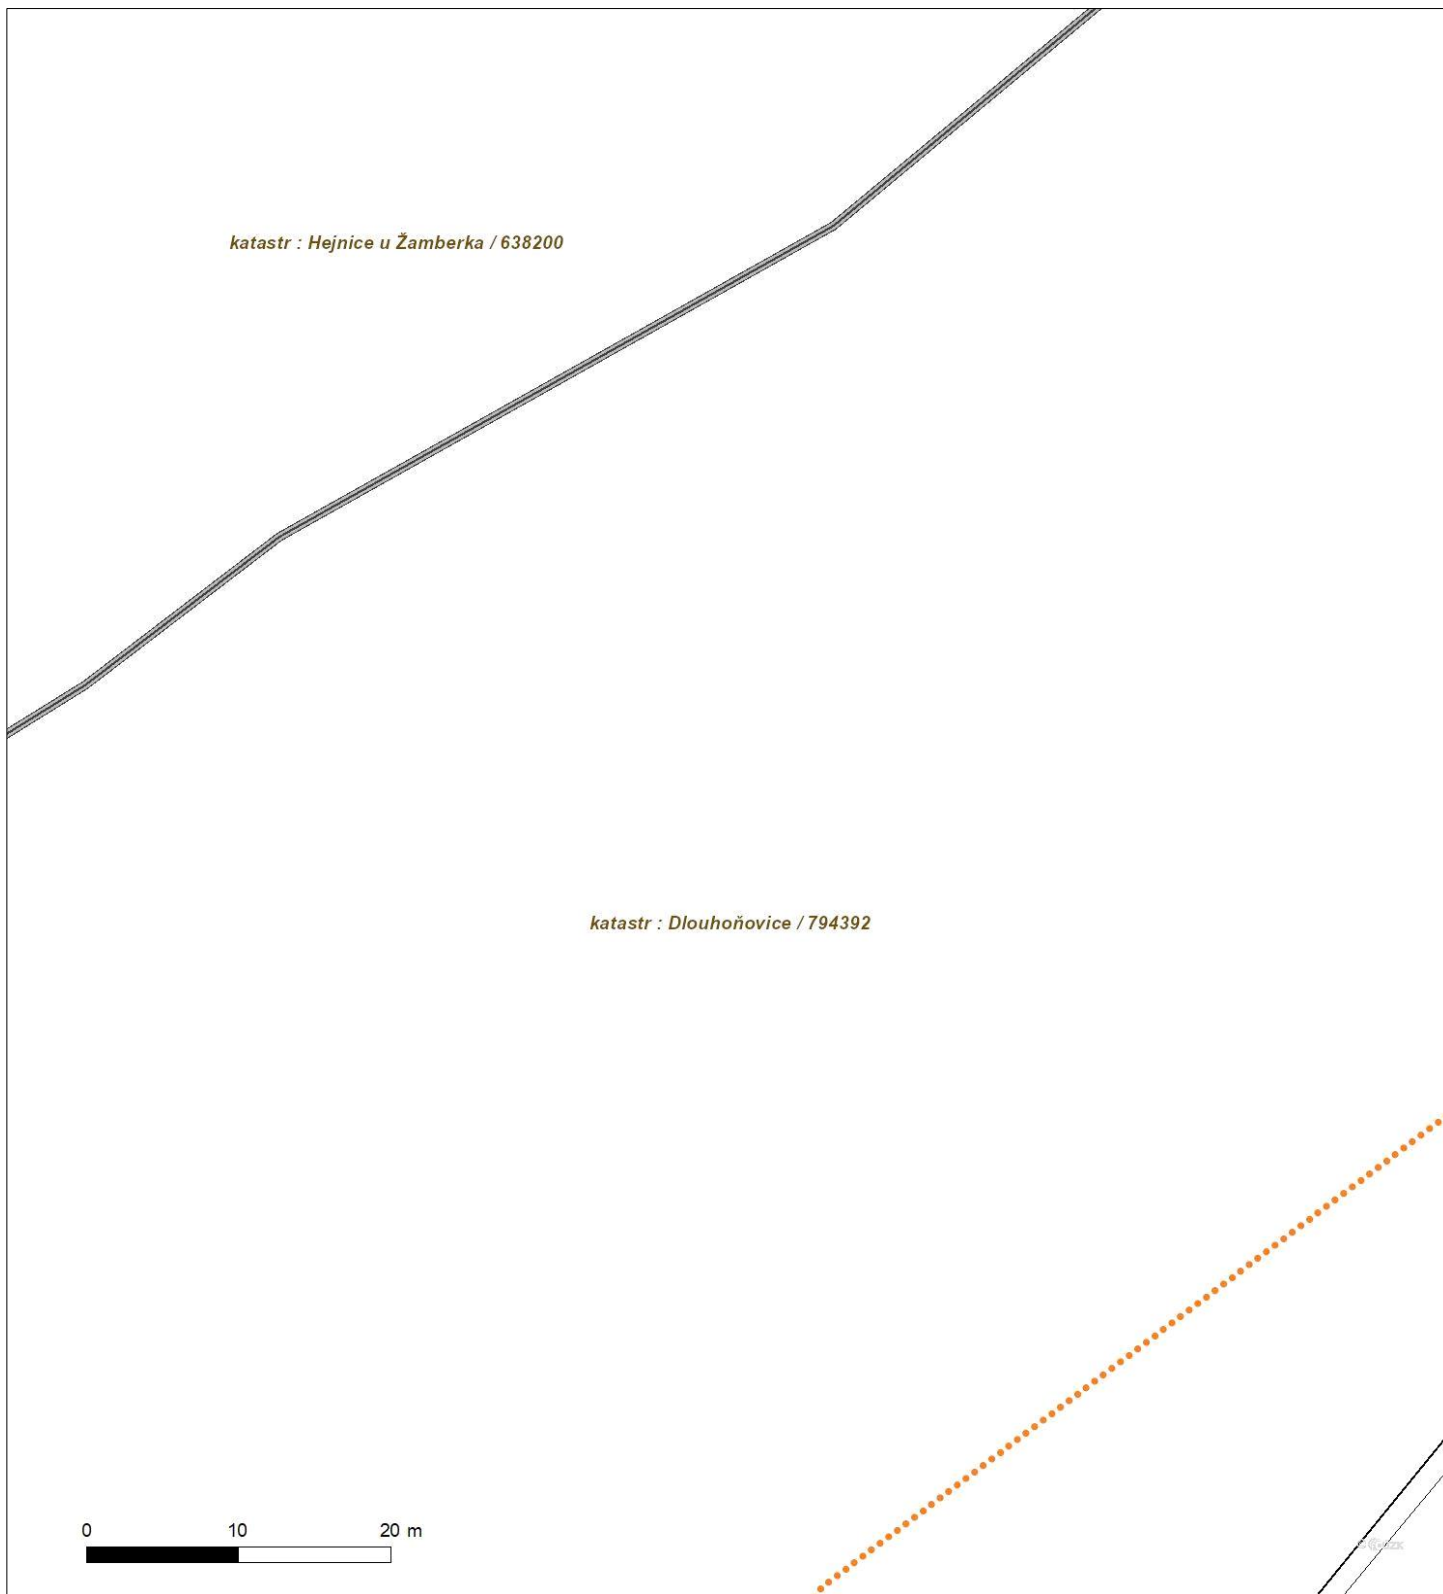 katastr : Hejnice u Žamberka / 638200
katastr : Dlouhoňovice / 794392
0 10 20 m